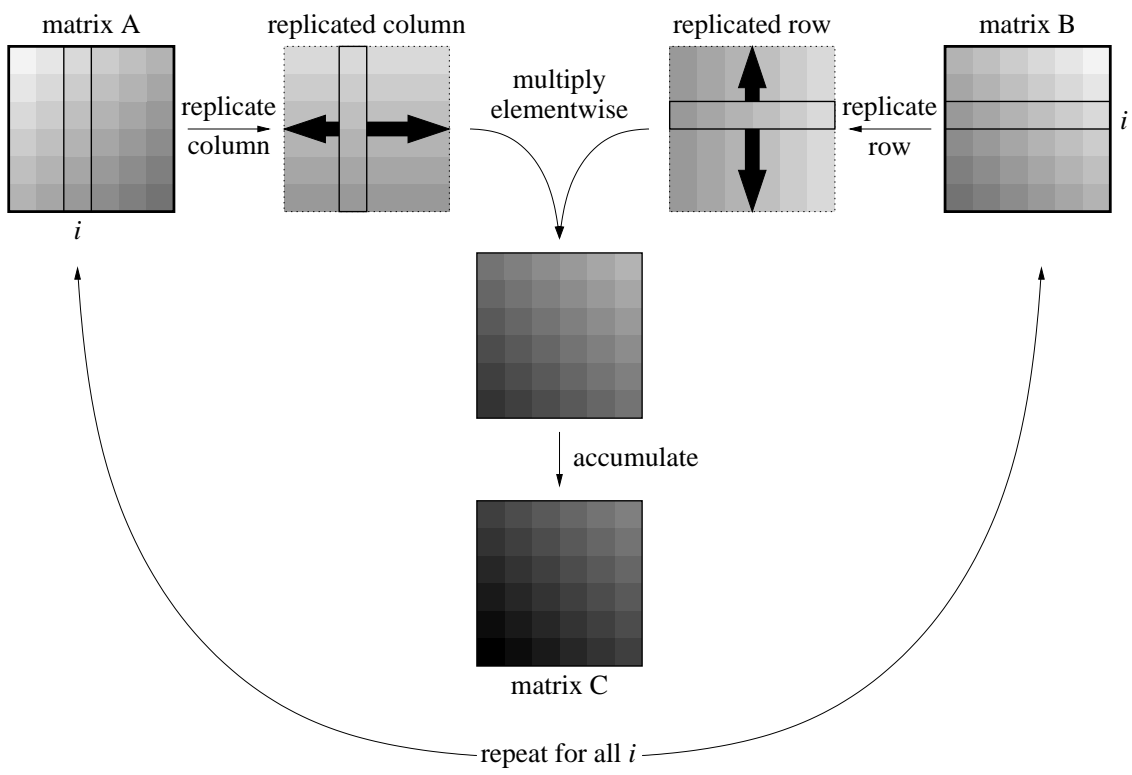 matrix A
replicated column
replicated row
matrix B
multiply
elementwise
replicate
column
replicate
row
i
i
accumulate
matrix C
repeat for all i